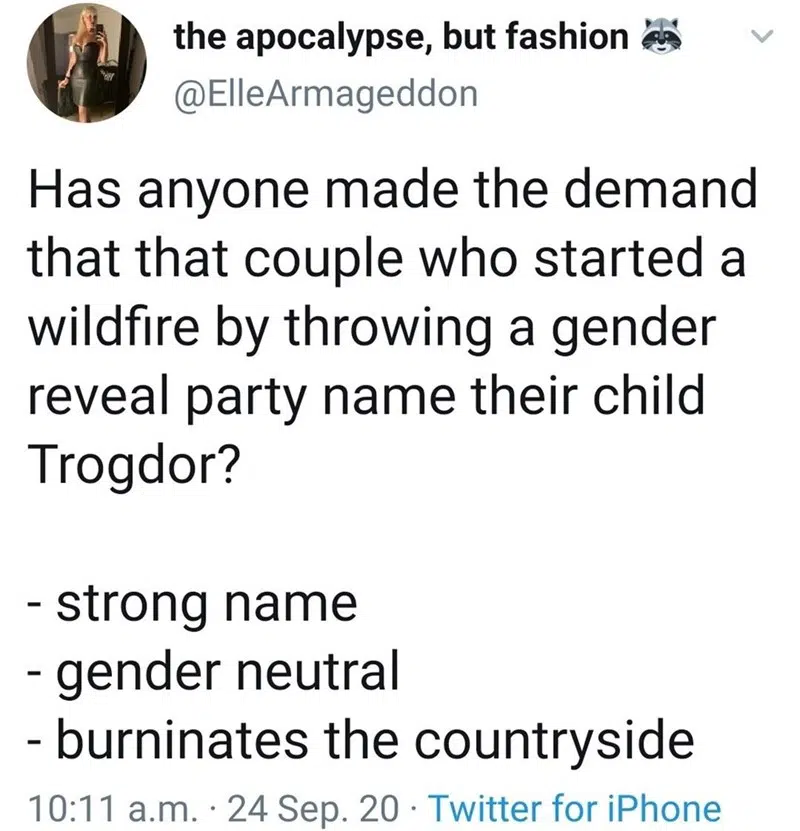 the apocalypse, but fashion 🦝
@ElleArmageddon
Has anyone made the demand
that that couple who started a
wildfire by throwing a gender
reveal party name their child
Trogdor?
- strong name
- gender neutral
- burninates the countryside
10:11 a.m. · 24 Sep. 20 · Twitter for iPhone